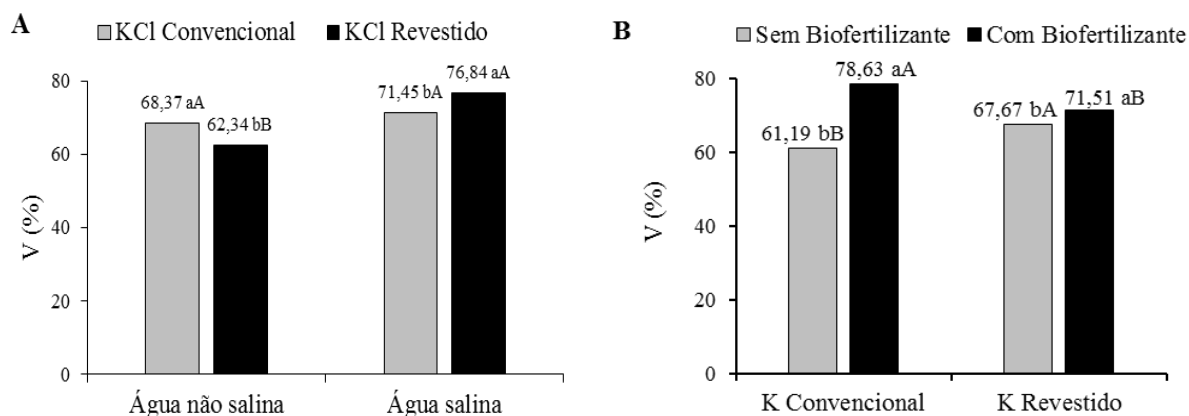 A
KCl Convencional KCl Revestido
V (%)
80
60
40
20
0
68,37 aA
62,34 bB
71,45 bA
76,84 aA
Água não salina Água salina
B
Sem Biofertilizante Com Biofertilizante
V (%)
80
60
40
20
0
61,19 bB
78,63 aA
67,67 bA
71,51 aB
K Convencional K Revestido